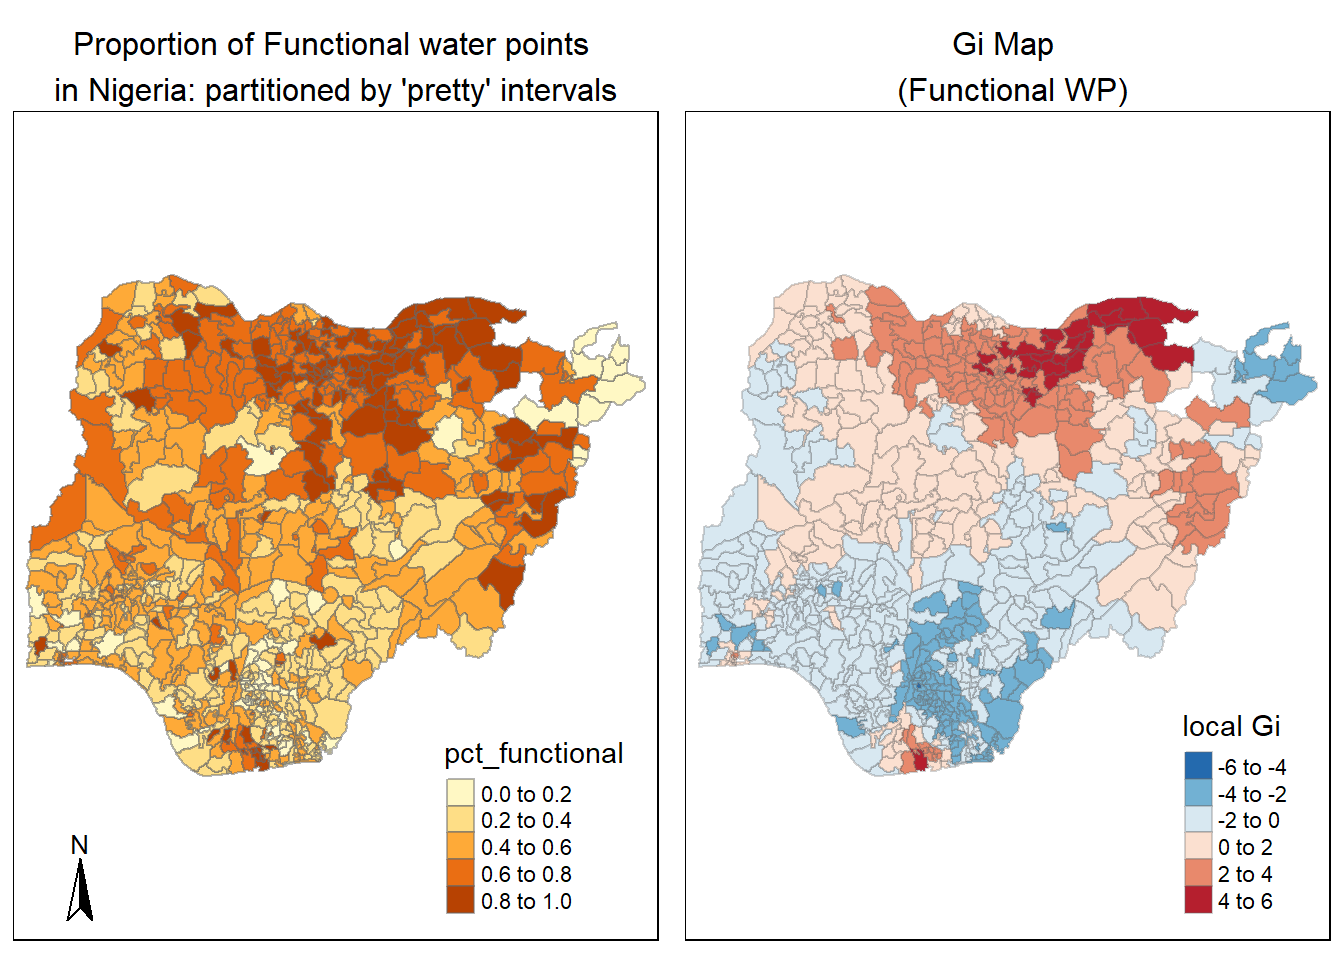 Proportion of Functional water points
in Nigeria: partitioned by 'pretty' intervals
Gi Map
(Functional WP)
pct_functional
0.0 to 0.2
0.2 to 0.4
0.4 to 0.6
0.6 to 0.8
0.8 to 1.0
N
local Gi
-6 to -4
-4 to -2
-2 to 0
0 to 2
2 to 4
4 to 6